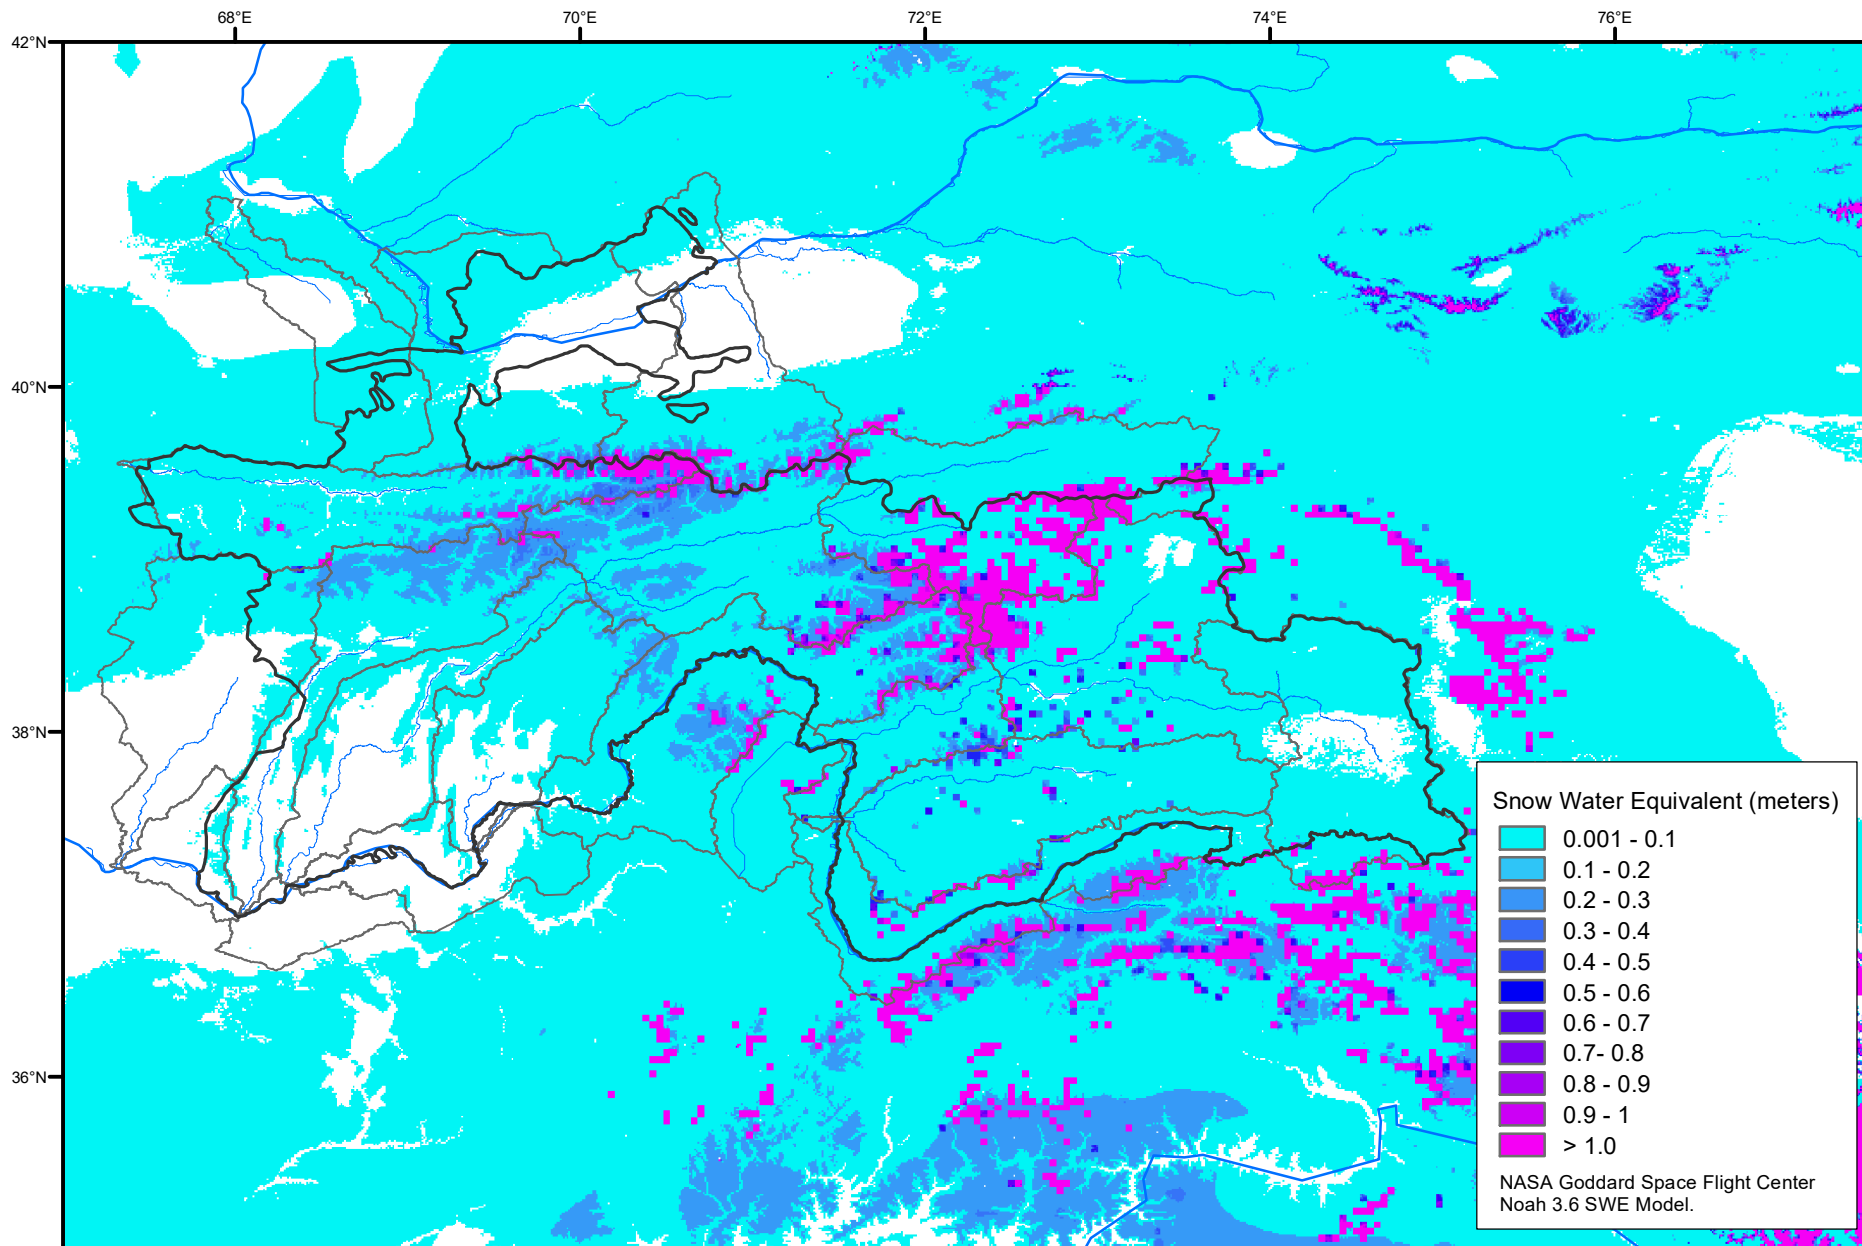 68°E 70°E 72°E 74°E 76°E
42°N
40°N
38°N
36°N
Snow Water Equivalent (meters)
0.001 - 0.1
0.1 - 0.2
0.2 - 0.3
0.3 - 0.4
0.4 - 0.5
0.5 - 0.6
0.6 - 0.7
0.7- 0.8
0.8 - 0.9
0.9 - 1
> 1.0
NASA Goddard Space Flight Center
Noah 3.6 SWE Model.